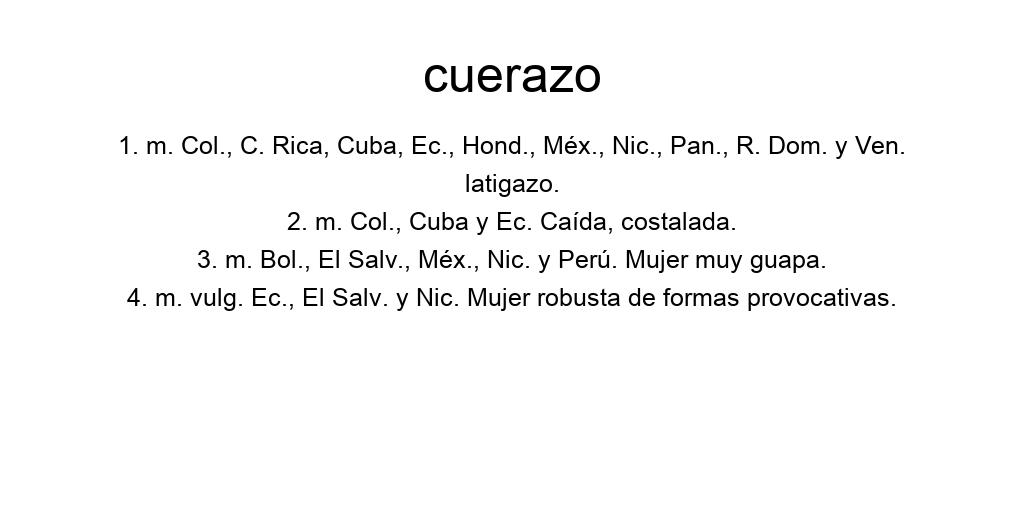 cuerazo
1. m. Col., C. Rica, Cuba, Ec., Hond., Méx., Nic., Pan., R. Dom. y Ven.
latigazo.
2. m. Col., Cuba y Ec. Caída, costalada.
3. m. Bol., El Salv., Méx., Nic. y Perú. Mujer muy guapa.
4. m. vulg. Ec., El Salv. y Nic. Mujer robusta de formas provocativas.